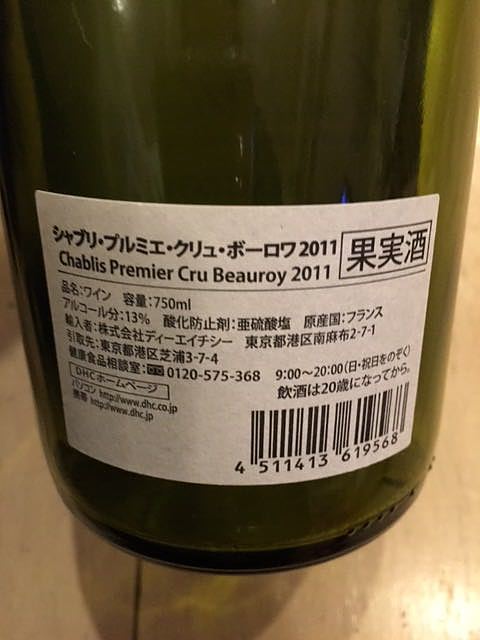 シャブリ・プルミエ・クリュ・ボーロワ 2011
Chablis Premier Cru Beauroy 2011
果実酒
品名:ワイン 容量:750ml
アルコール分:13% 酸化防止剤:亜硫酸塩 原産国:フランス
輸入者:株式会社ディーエイチシー 東京都港区南麻布2-7-1
引取先:東京都港区芝浦3-7-4
健康食品相談室: 0120-575-368 9:00～20:00(日・祝日をのぞく)
DHCホームページ 飲酒は20歳になってから。
パソコン http://www.dhc.co.jp
携帯 http://www.dhc.jp
4 511413 619568